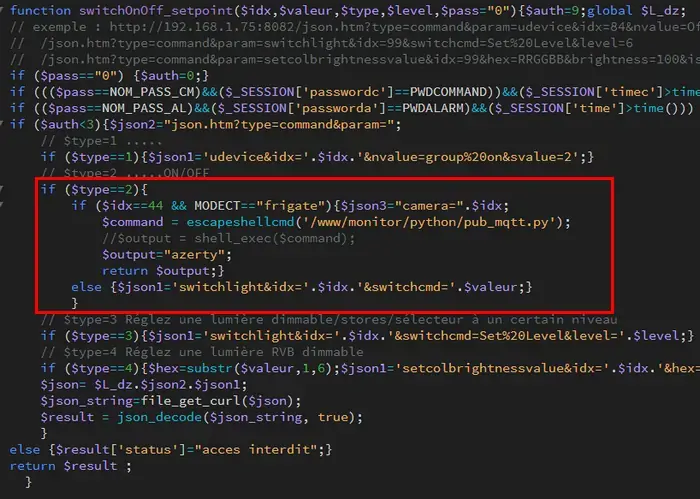 function switchOnOff_setpoint($idx,$valeur,$type,$level,$pass="0"){$auth=9;global $L_dz;
// exemple : http://192.168.1.75:8082/json.htm?type=command&param=udevice&idx=84&nvalue=Of
// /json.htm?type=command&param=switchlight&idx=99&switchcmd=Set%20Level&level=6
// /json.htm?type=command&param=setcolbrightnessvalue&idx=99&hex=RRGGBB&brightness=100&is
if ($pass=="0") {$auth=0;}
if ((($pass==NOM_PASS_CM)&&($_SESSION['passwordc']==PWDCOMMAND))&&($_SESSION['timec']>time
if (($pass==NOM_PASS_AL)&&($_SESSION['passworda']==PWDALARM)&&($_SESSION['time']>time()))
if ($auth<3){$json2="json.htm?type=command&param=";
// $type=1 .....
if ($type==1){$json1='udevice&idx='.$idx.'&nvalue=group%20on&svalue=2';}
// $type=2 .....ON/OFF
if ($type==2){
if ($idx==44 && MODECT=="frigate"){$json3="camera=".$idx;
$command = escapeshellcmd('/www/monitor/python/pub_mqtt.py');
//$output = shell_exec($command);
$output="azerty";
return $output;}
else {$json1='switchlight&idx='.$idx.'&switchcmd='.$valeur;}
}
// $type=3 Réglez une lumière dimmable/stores/sélecteur à un certain niveau
if ($type==3){$json1='switchlight&idx='.$idx.'&switchcmd=Set%20Level&level='.$level;}
// $type=4 Réglez une lumière RVB dimmable
if ($type==4){$hex=substr($valeur,1,6);$json1='setcolbrightnessvalue&idx='.$idx.'&hex=
$json= $L_dz.$json2.$json1;
$json_string=file_get_curl($json);
$result = json_decode($json_string, true);
}
else {$result['status']="acces interdit";}
return $result ;
}